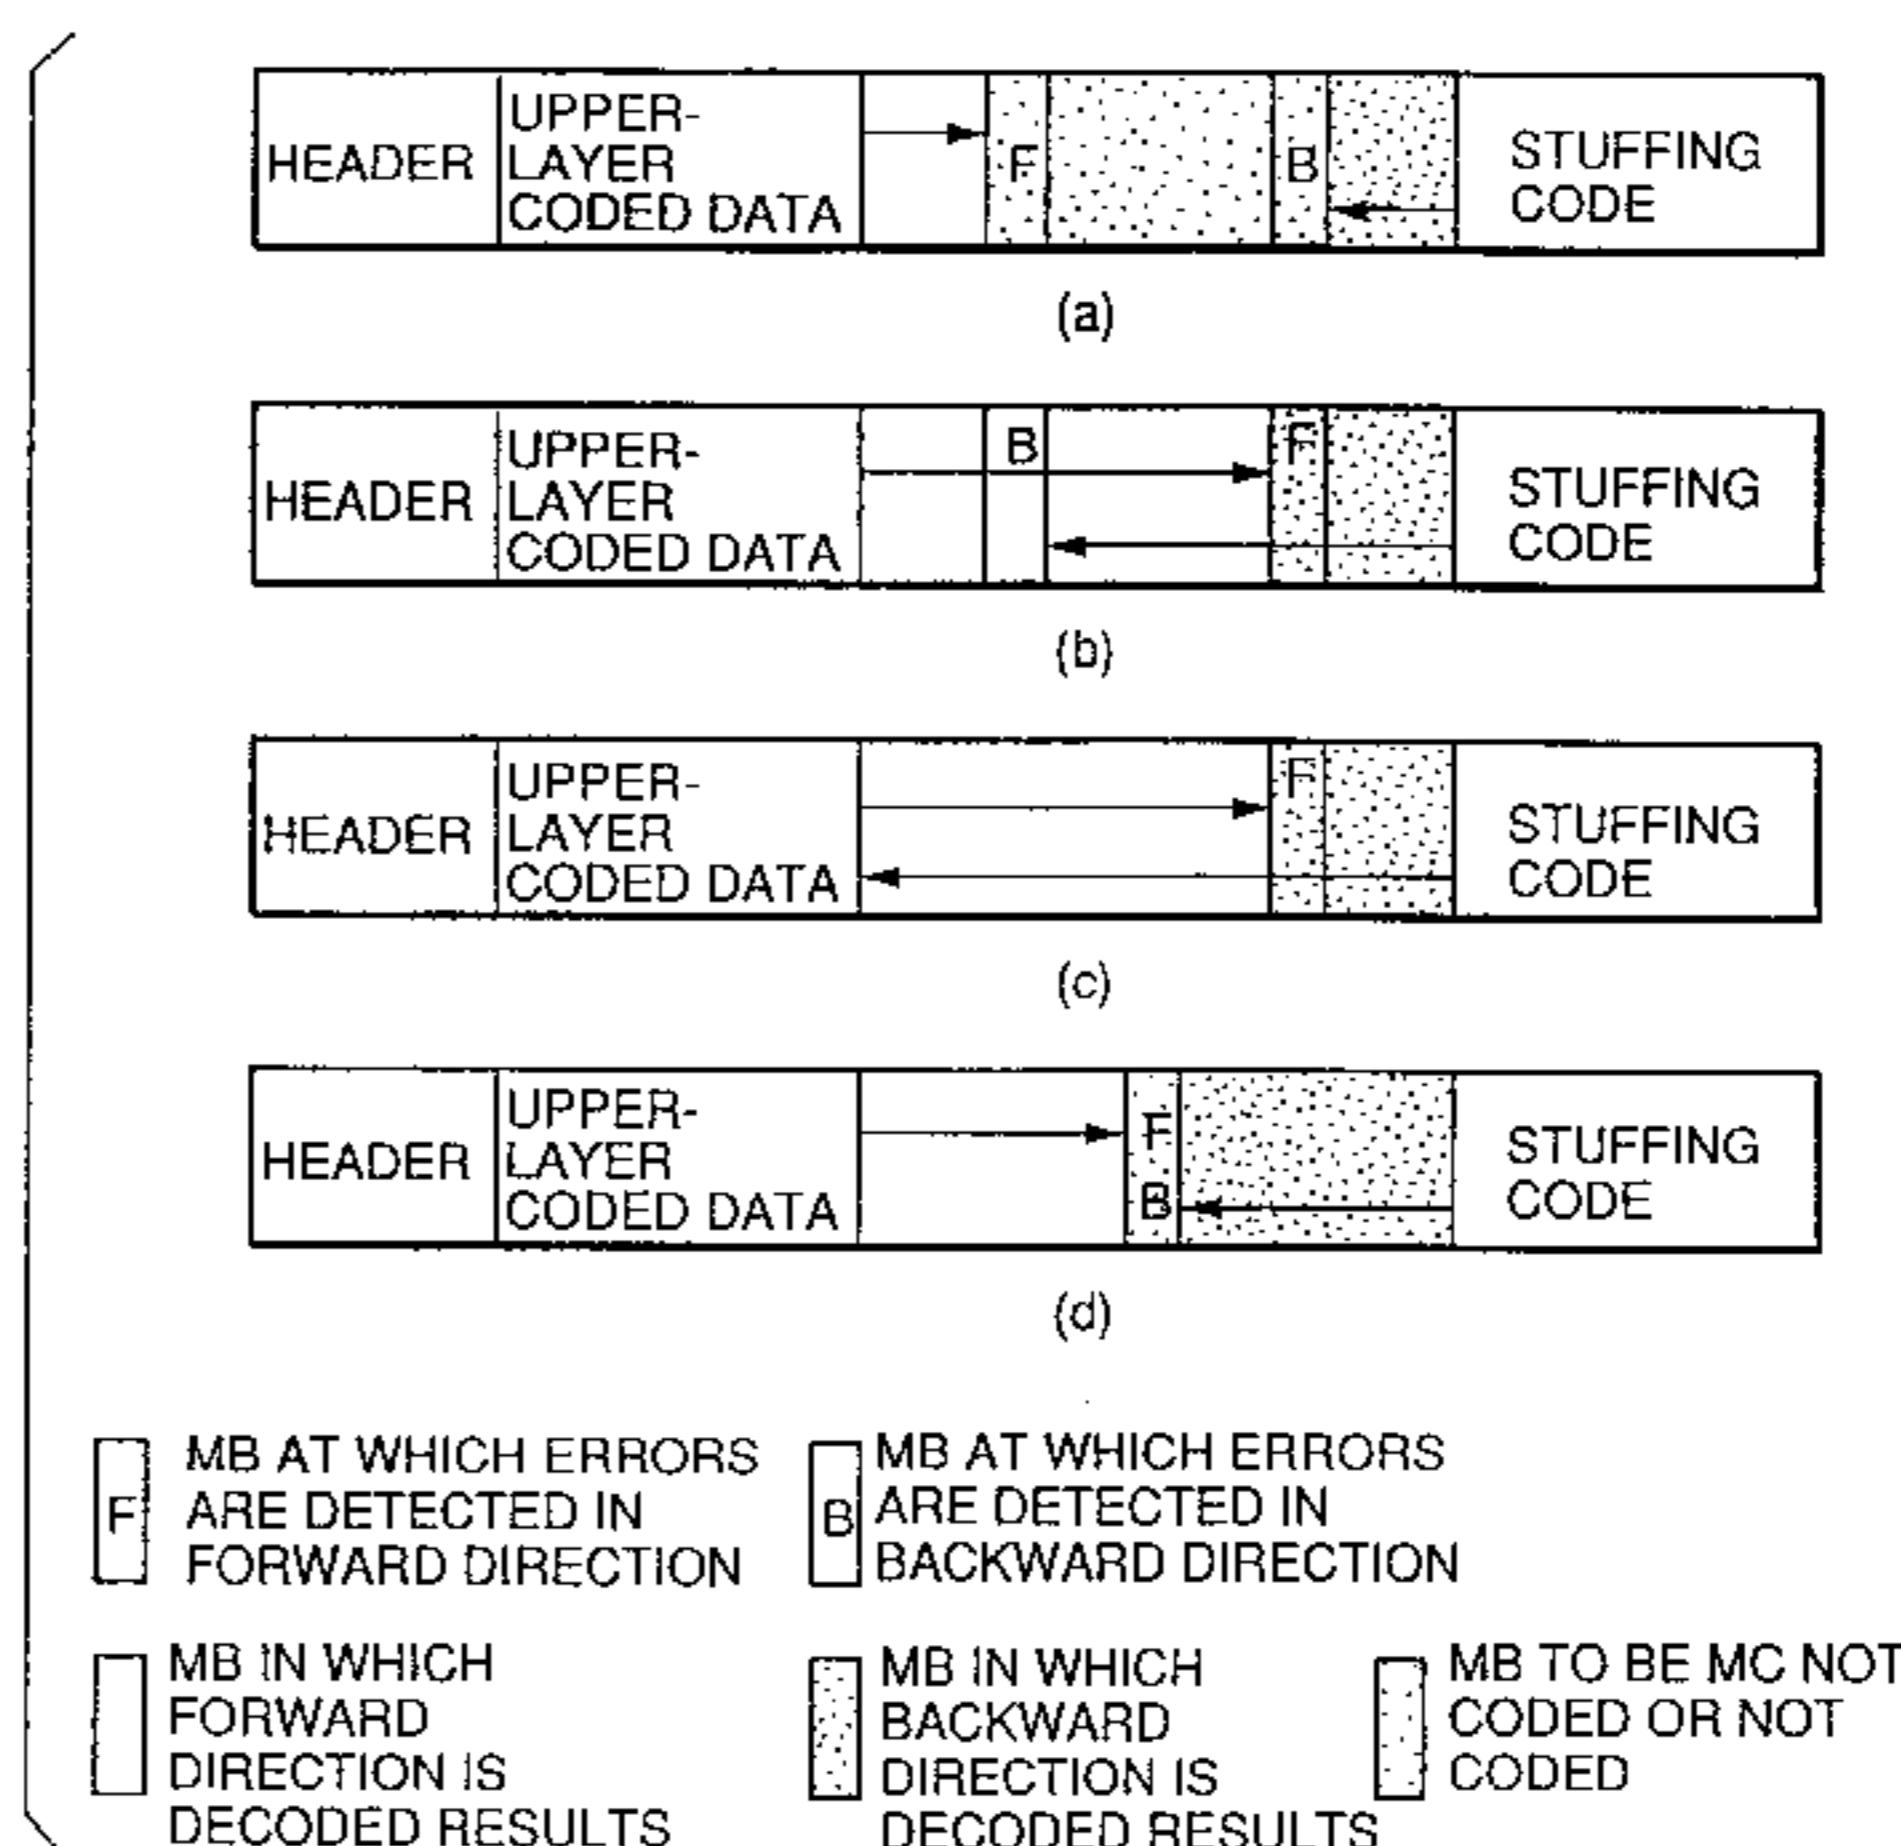 HEADER
UPPER-
LAYER
CODED DATA
F
B
STUFFING
CODE
(a)
HEADER
UPPER-
LAYER
CODED DATA
B
F
STUFFING
CODE
(b)
HEADER
UPPER-
LAYER
CODED DATA
F
STUFFING
CODE
(c)
HEADER
UPPER-
LAYER
CODED DATA
F
B
STUFFING
CODE
(d)
F
MB AT WHICH ERRORS
ARE DETECTED IN
FORWARD DIRECTION
B
MB AT WHICH ERRORS
ARE DETECTED IN
BACKWARD DIRECTION
MB IN WHICH
FORWARD
DIRECTION IS
DECODED RESULTS
MB IN WHICH
BACKWARD
DIRECTION IS
DECODED RESULTS
MB TO BE MC NOT
CODED OR NOT
CODED